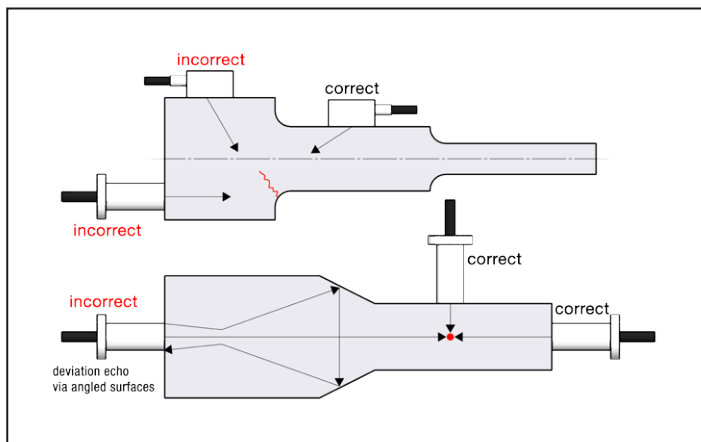 incorrect
correct
incorrect
correct
incorrect
correct
deviation echo
via angled surfaces